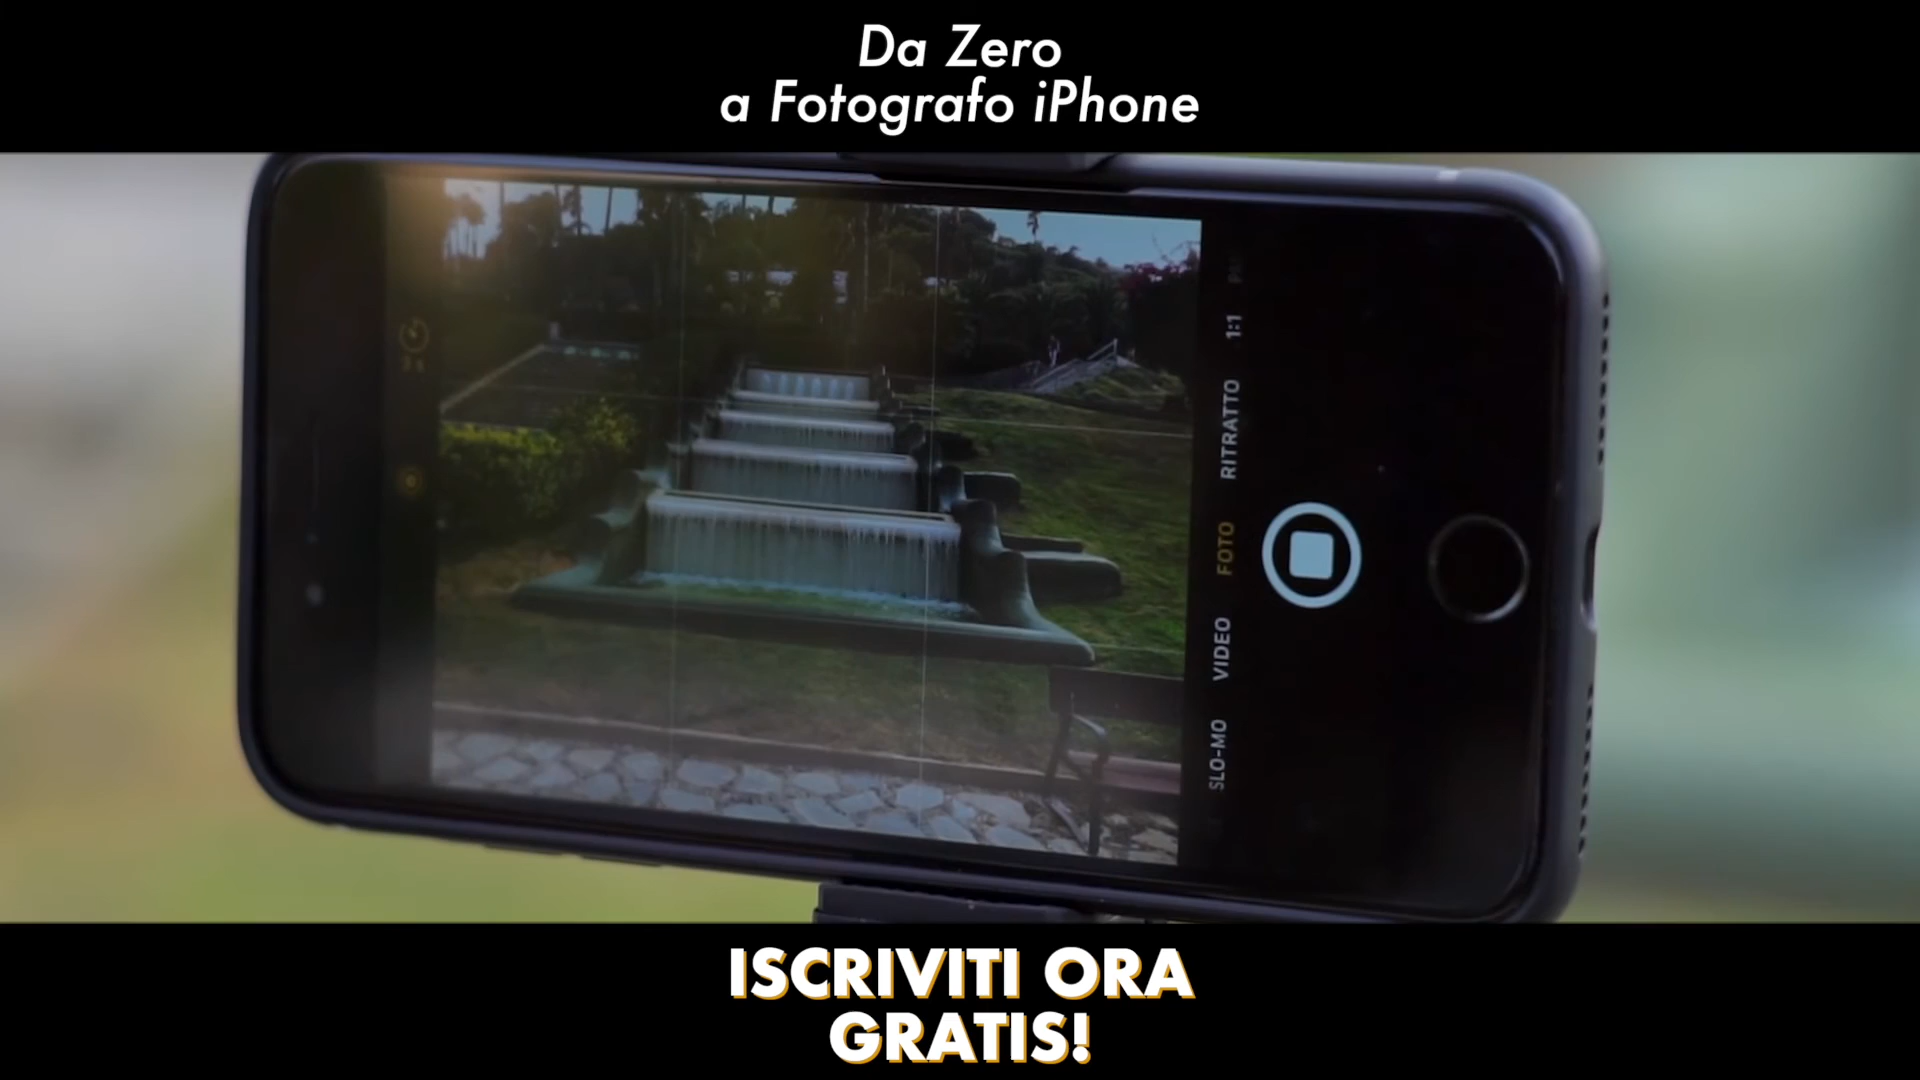 Da Zero
a Fotografo iPhone
1:1
RITRATTO
FOTO
VIDEO
SLO-MO
ISCRIVITI ORA
GRATIS!